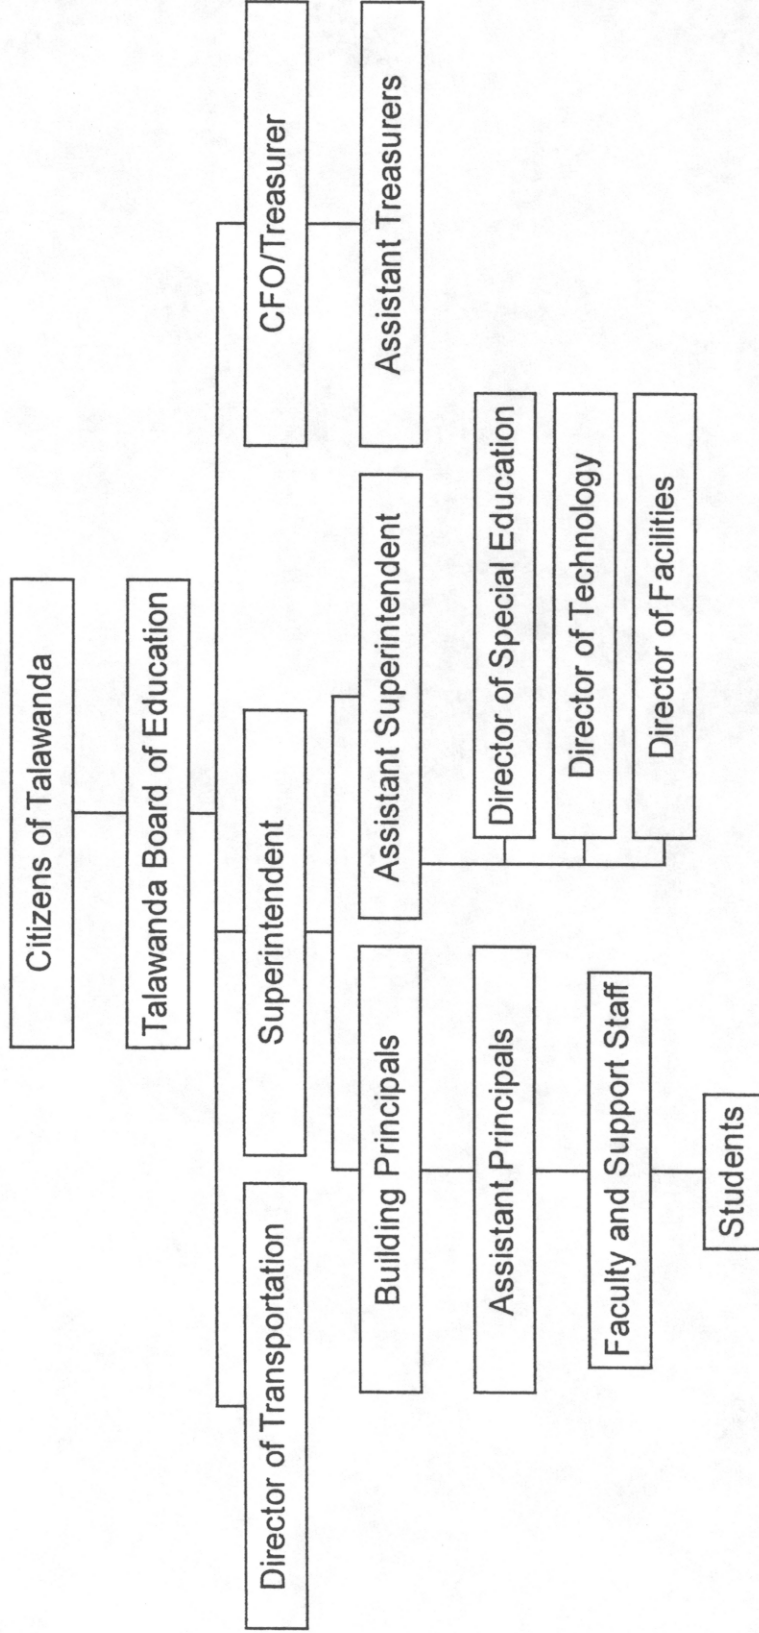 Citizens of Talawanda
Talawanda Board of Education
Director of Transportation
Superintendent
CFO/Treasurer
Building Principals
Assistant Superintendent
Assistant Treasurers
Assistant Principals
Director of Special Education
Director of Technology
Faculty and Support Staff
Director of Facilities
Students